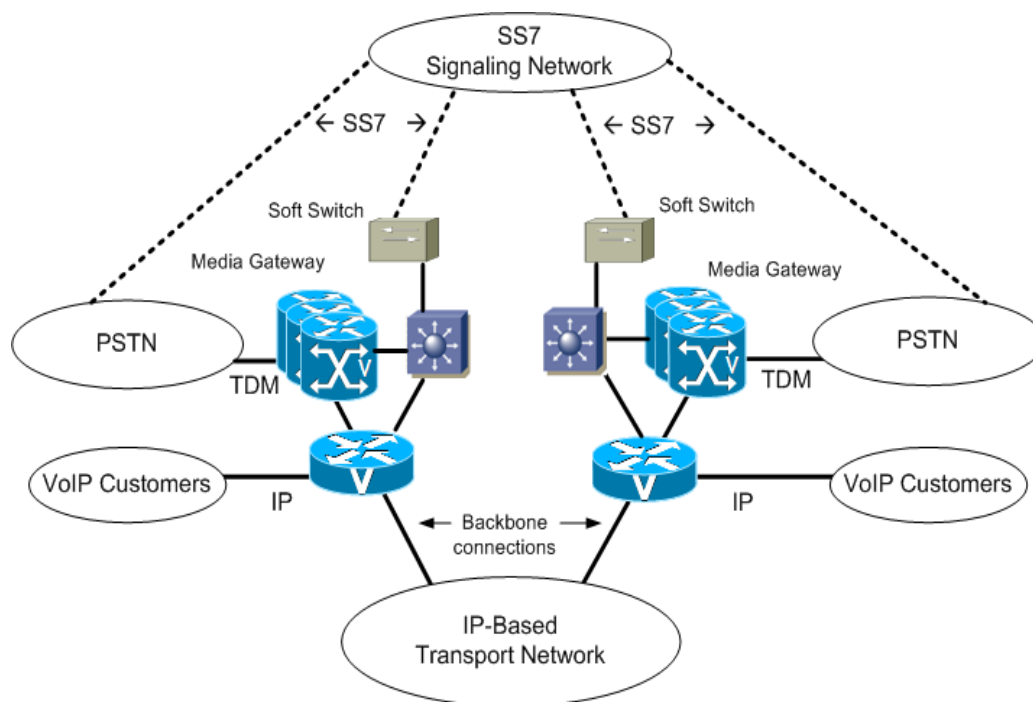 SS7
Signaling Network
← SS7 →
← SS7 →
Soft Switch
Soft Switch
Media Gateway
Media Gateway
PSTN
PSTN
V
V
TDM
TDM
VoIP Customers
V
V
VoIP Customers
IP
IP
Backbone
connections
IP-Based
Transport Network